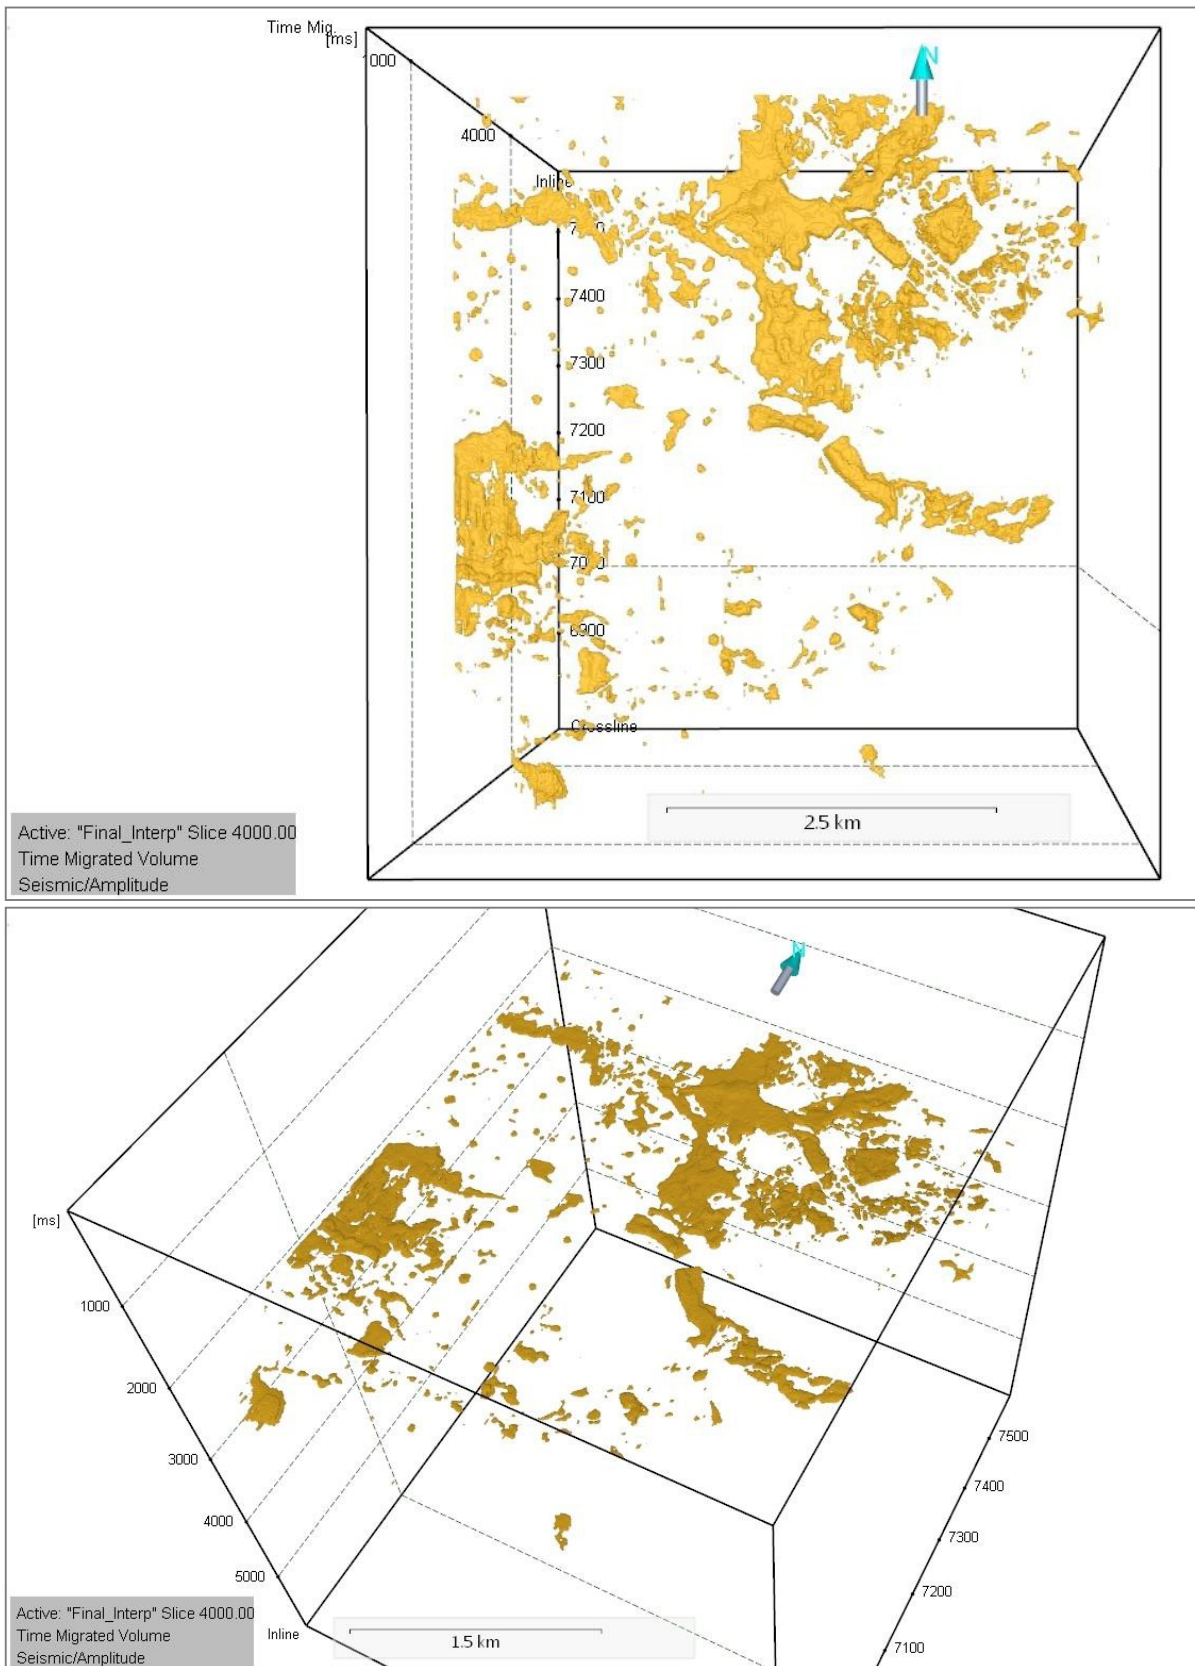 Time Mig.
[ms]
1000
4000
N
Inline
7400
7300
7200
7100
7000
6900
Crossline
2.5 km
Active: "Final_Interp" Slice 4000.00
Time Migrated Volume
Seismic/Amplitude
N
[ms]
1000
2000
3000
4000
5000
Inline
7500
7400
7300
7200
7100
1.5 km
Active: "Final_Interp" Slice 4000.00
Time Migrated Volume
Seismic/Amplitude